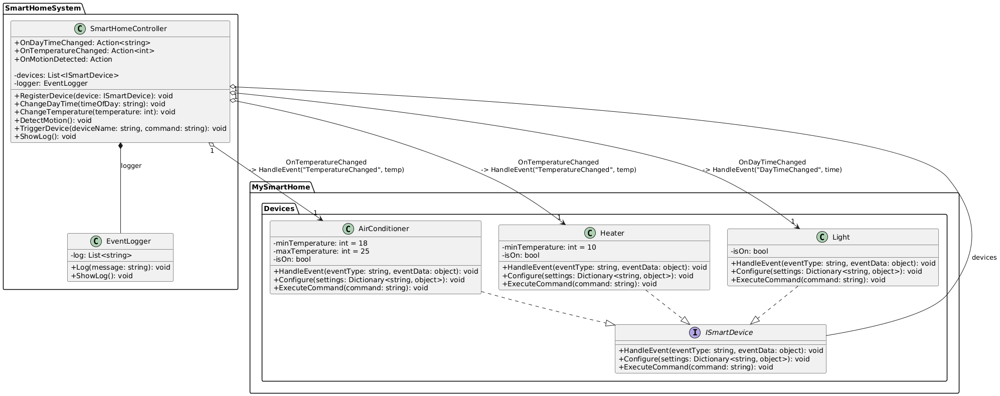 SmartHomeSystem
C SmartHomeController
+OnDayTimeChanged: Action<string>
+OnTemperatureChanged: Action<int>
+OnMotionDetected: Action
-devices: List<ISmartDevice>
-logger: EventLogger
+RegisterDevice(device: ISmartDevice): void
+ChangeDayTime(timeOfDay: string): void
+ChangeTemperature(temperature: int): void
+DetectMotion(): void
+TriggerDevice(deviceName: string, command: string): void
+ShowLog(): void
1
1
1
logger
C EventLogger
-log: List<string>
+Log(message: string): void
+ShowLog(): void
OnTemperatureChanged
-> HandleEvent("TemperatureChanged", temp)
OnTemperatureChanged
-> HandleEvent("TemperatureChanged", temp)
OnDayTimeChanged
-> HandleEvent("DayTimeChanged", time)
devices
MySmartHome
Devices
1
1
1
C AirConditioner
-minTemperature: int = 18
-maxTemperature: int = 25
-isOn: bool
+HandleEvent(eventType: string, eventData: object): void
+Configure(settings: Dictionary<string, object>): void
+ExecuteCommand(command: string): void
C Heater
-minTemperature: int = 10
-isOn: bool
+HandleEvent(eventType: string, eventData: object): void
+Configure(settings: Dictionary<string, object>): void
+ExecuteCommand(command: string): void
C Light
-isOn: bool
+HandleEvent(eventType: string, eventData: object): void
+Configure(settings: Dictionary<string, object>): void
+ExecuteCommand(command: string): void
I ISmartDevice
+HandleEvent(eventType: string, eventData: object): void
+Configure(settings: Dictionary<string, object>): void
+ExecuteCommand(command: string): void